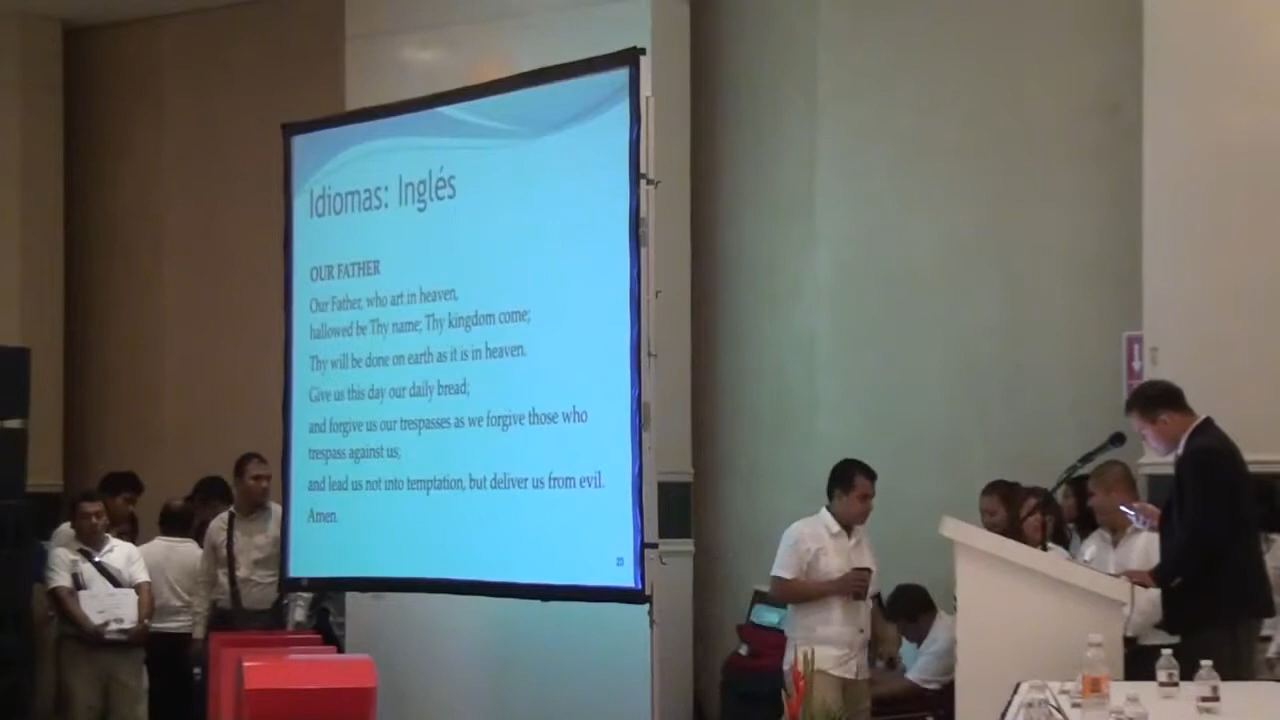 Idiomas: Inglés
OUR FATHER
Our Father, who art in heaven,
hallowed be Thy name; Thy kingdom come;
Thy will be done on earth as it is in heaven.
Give us this day our daily bread;
and forgive us our trespasses as we forgive those who
trespass against us;
and lead us not into temptation, but deliver us from evil.
Amen.